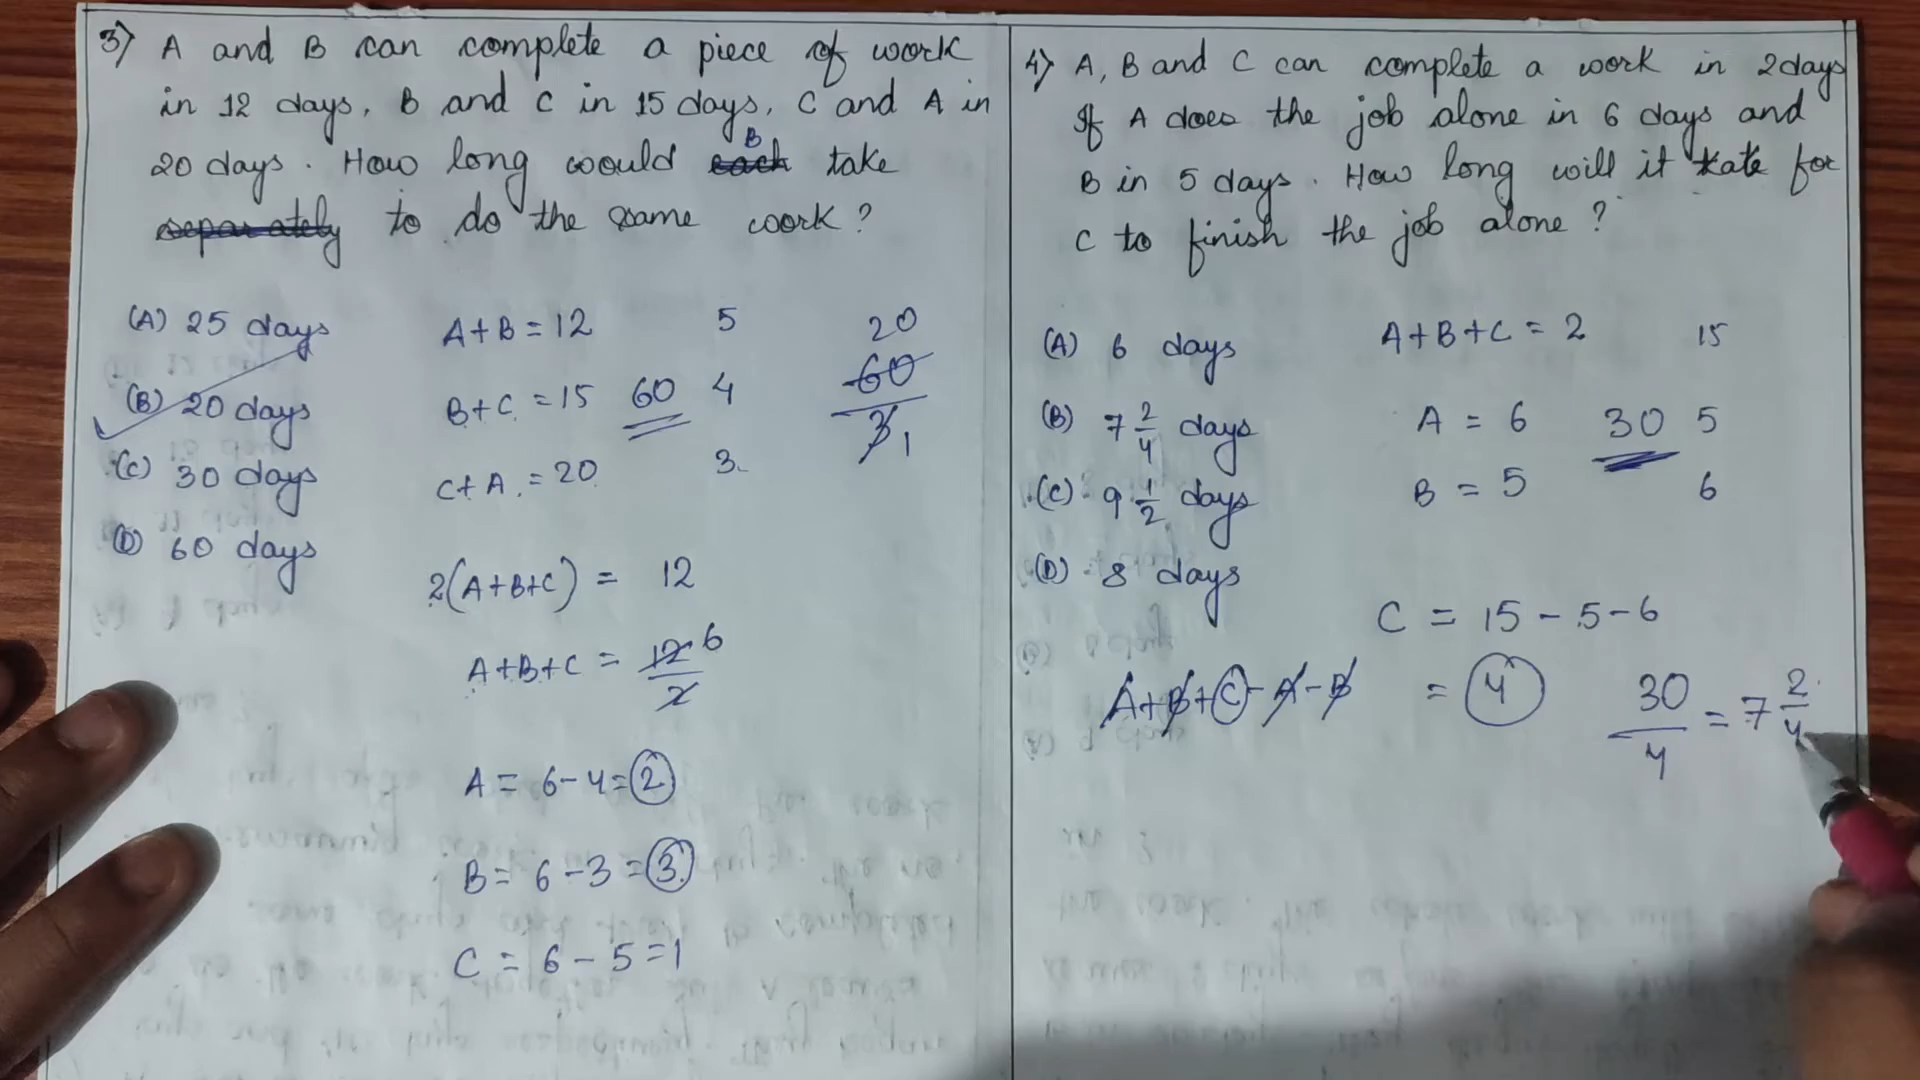 3) A and B can complete a piece of work
in 12 days, B and C in 15 days, C and A in
B
20 days. How long would each take
separately to do the same work?
(A) 25 days
(B) 20 days
(C) 30 days
(D) 60 days
A+B = 12 5
B+C = 15 60 4
C+A = 20 3
20
60
3 1
2(A+B+C) = 12
A+B+C = 12 6
2
A = 6-4 = 2
B = 6-3 = 3
C = 6-5 = 1
4) A, B and C can complete a work in 2 days
If A does the job alone in 6 days and
B in 5 days. How long will it take for
C to finish the job alone?
(A) 6 days
(B) 7 2/4 days
(C) 9 1/2 days
(D) 8 days
A+B+C = 2 15
A = 6 30 5
B = 5 6
C = 15-5-6
A+B+C-A-B = 4
30/4 = 7 2/4